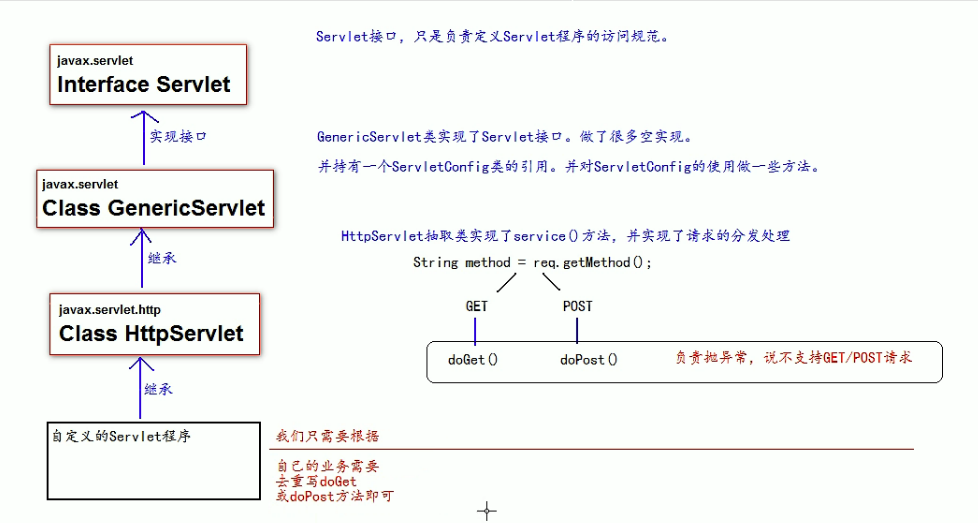 Servlet接口，只是负责定义Servlet程序的访问规范。
javax.servlet
Interface Servlet
实现接口
GenericServlet类实现了Servlet接口。做了很多空实现。
并持有一个ServletConfig类的引用。并对ServletConfig的使用做一些方法。
javax.servlet
Class GenericServlet
继承
HttpServlet抽取类实现了service()方法，并实现了请求的分发处理
String method = req.getMethod();
GET POST
javax.servlet.http
Class HttpServlet
doGet() doPost() 负责抛异常，说不支持GET/POST请求
继承
自定义的Servlet程序
我们只需要根据
自己的业务需要
去重写doGet
或doPost方法即可